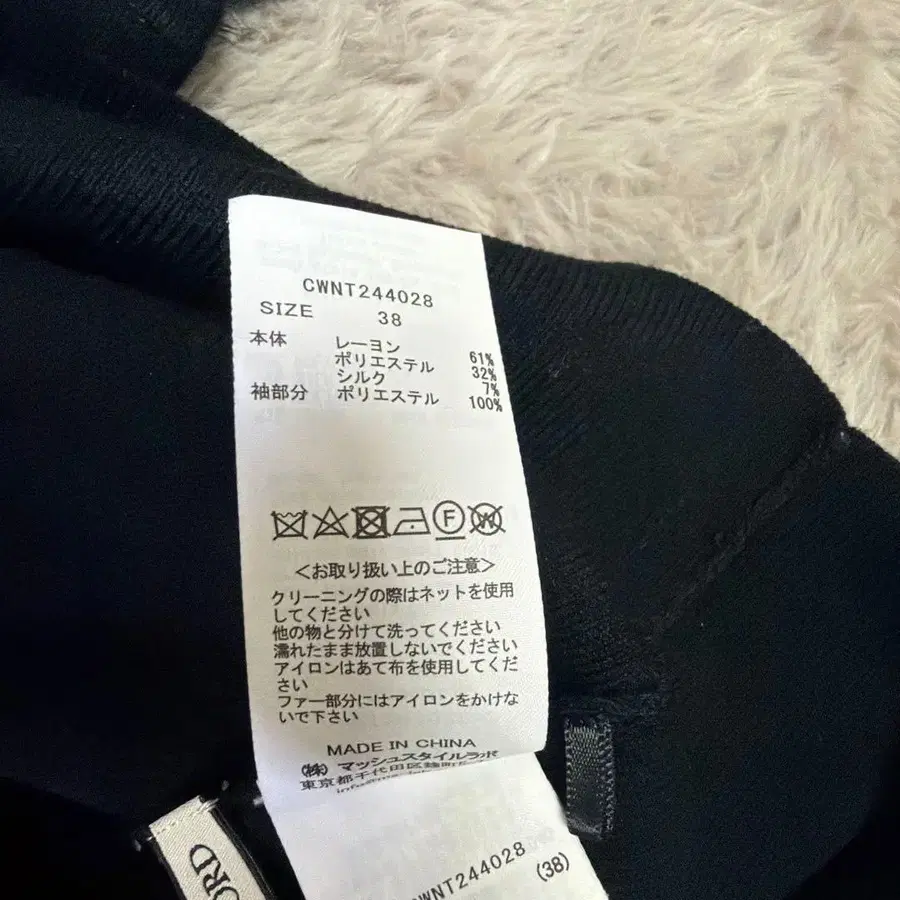 CWNT244028
SIZE 38
本体 レーヨン 61%
ポリエステル 32%
シルク 7%
袖部分 ポリエステル 100%
F
W
<お取り扱い上のご注意>
クリーニングの際はネットを使用
してください
他の物と分けて洗ってください
濡れたまま放置しないでください
アイロンはあて布を使用してくだ
さい
ファー部分にはアイロンをかけな
いで下さい
MADE IN CHINA
(株) マッシュスタイルラボ
東京都千代田区麹町
CWNT244028
(38)
ORD